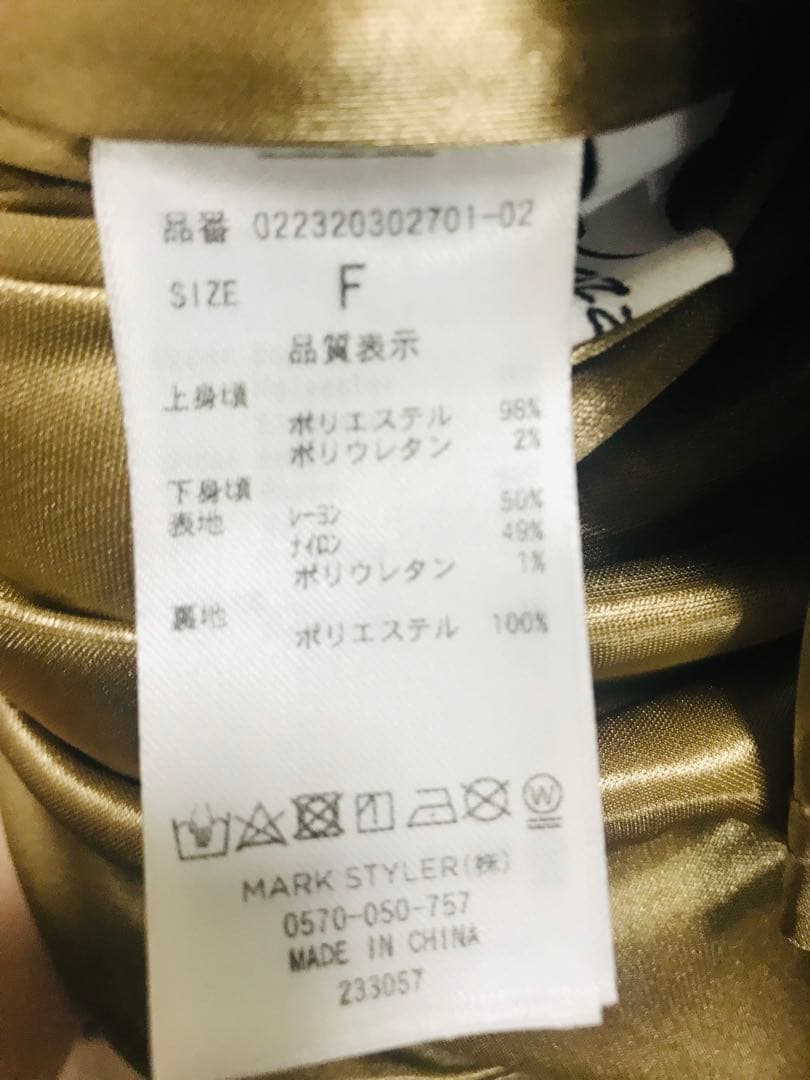 品番 022320302701-02
SIZE F
品質表示
上身頃
ポリエステル 98%
ポリウレタン 2%
下身頃
表地 レーヨン 50%
ナイロン 49%
ポリウレタン 1%
裏地
ポリエステル 100%
W
MARK STYLER(株)
0570-050-757
MADE IN CHINA
233057